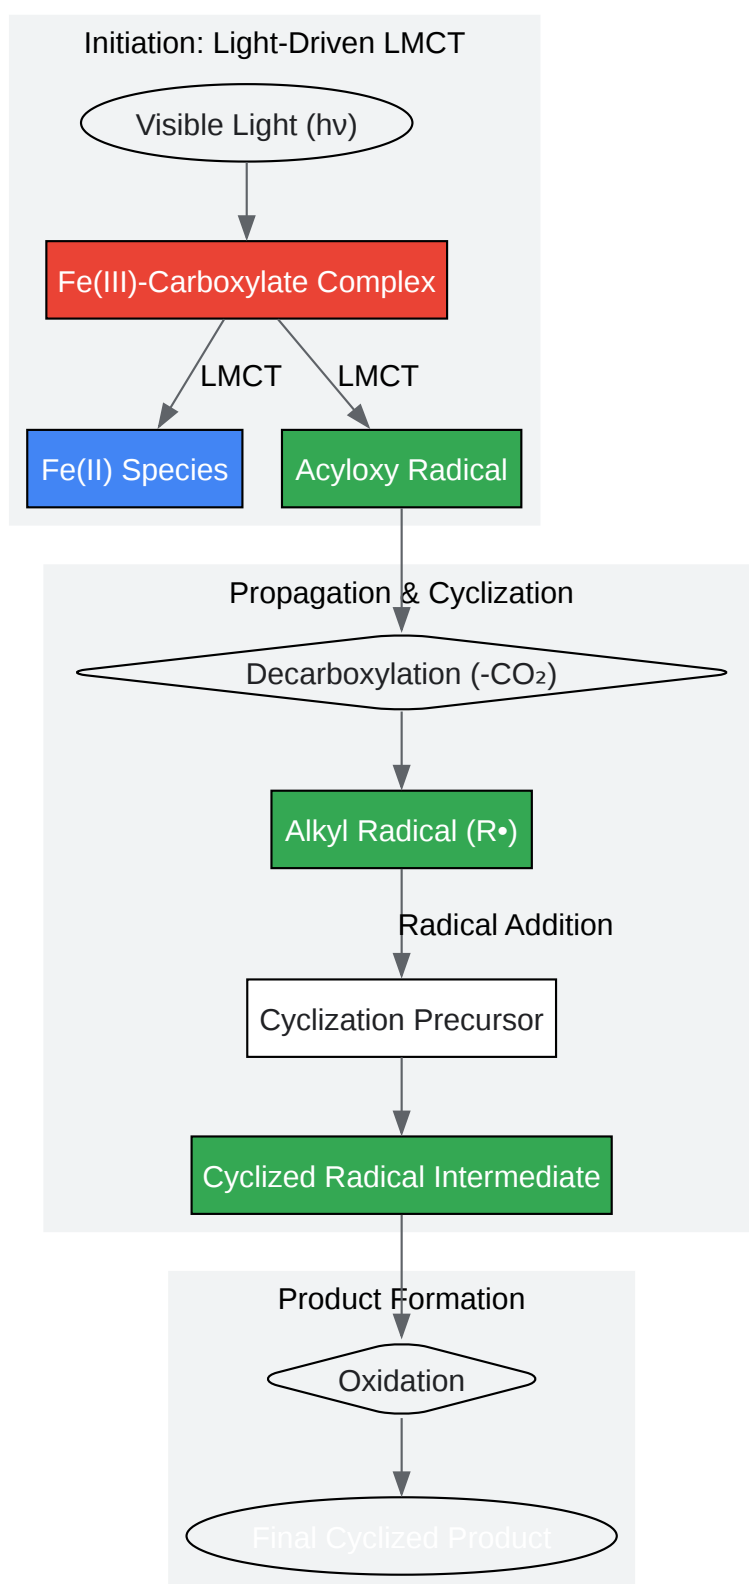 Initiation: Light-Driven LMCT
Visible Light (hν)
Fe(III)-Carboxylate Complex
LMCT
LMCT
Fe(II) Species
Acyloxy Radical
Propagation & Cyclization
Decarboxylation (-CO₂)
Alkyl Radical (R•)
Radical Addition
Cyclization Precursor
Cyclized Radical Intermediate
Product Formation
Oxidation
Final Cyclized Product